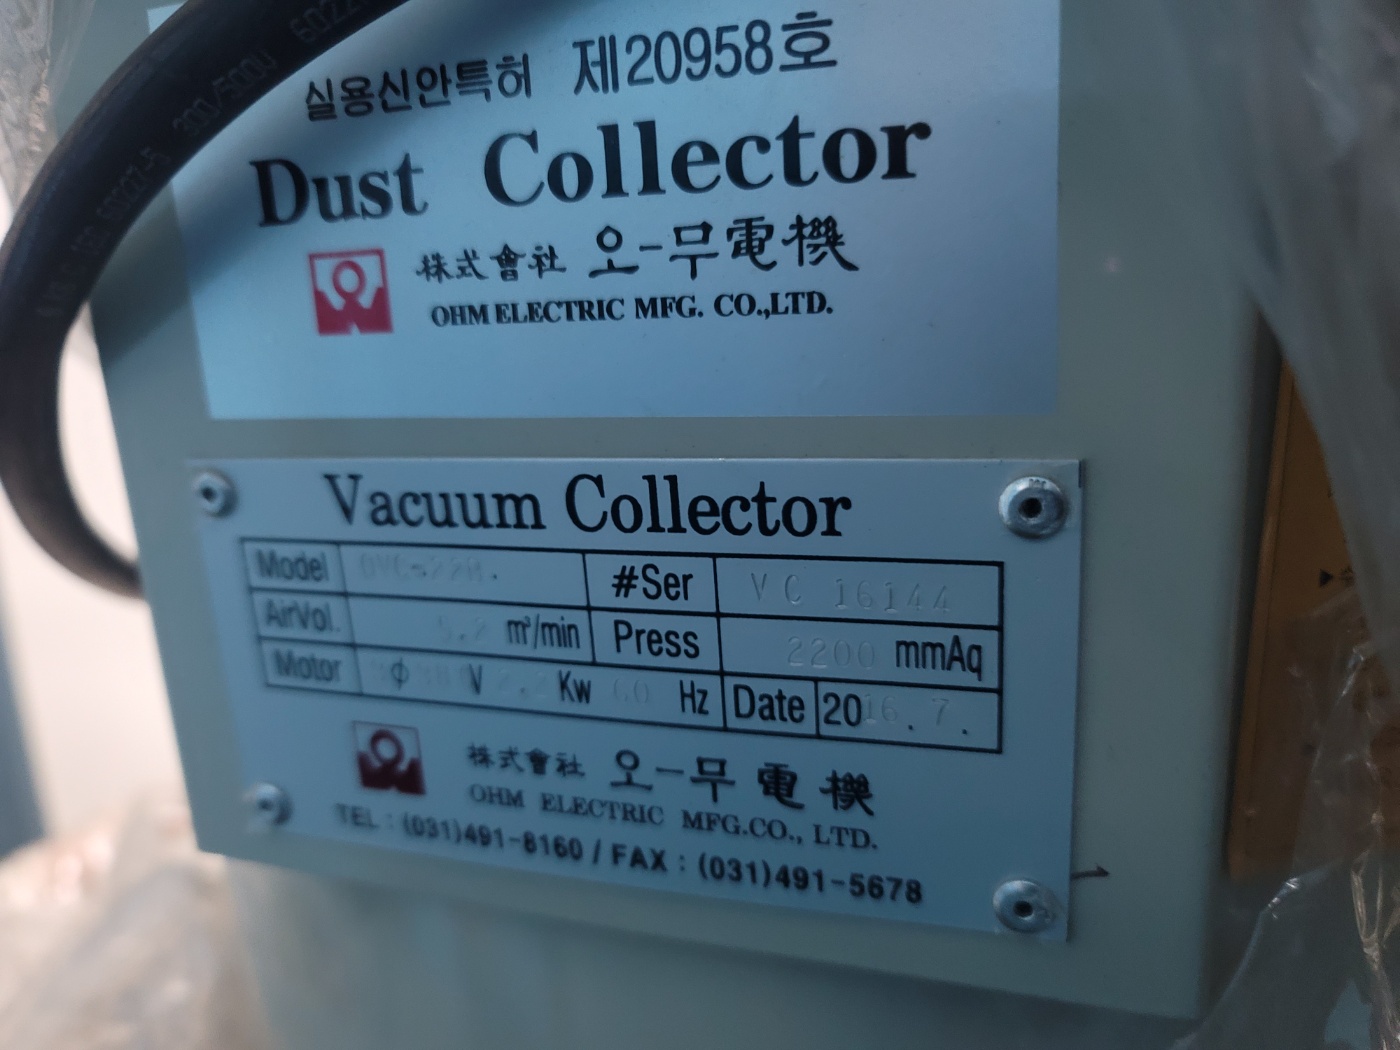 실용신안특허 제20958호
Dust Collector
株式會社 오-무電機
OHM ELECTRIC MFG. CO.,LTD.
Vacuum Collector
Model #Ser VC 16144
AirVol. 5.2 m³/min Press 2200 mmAq
Motor φ V Kw 60 Hz Date 2016. 7.
株式會社 오-무電機
OHM ELECTRIC MFG.CO., LTD.
TEL : (031)491-8160 / FAX : (031)491-5678